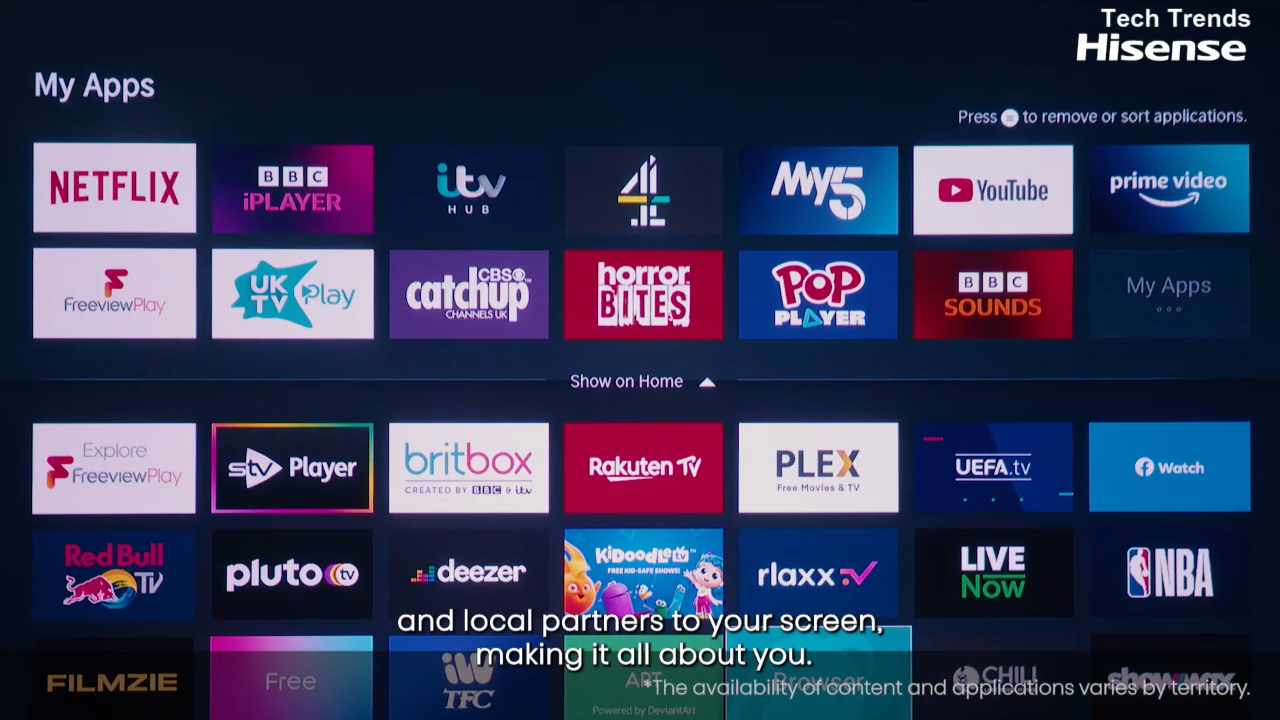 Tech Trends
Hisense
My Apps
Press to remove or sort applications.
NETFLIX
BBC
iPLAYER
itv
HUB
4
My5
YouTube
prime video
FreeviewPlay
UK
TV Play
CBS
catchup
CHANNELS UK
horror
BITES
POP
PLAYER
BBC
SOUNDS
My Apps
Show on Home
Explore
FreeviewPlay
stv Player
britbox
CREATED BY BBC & itv
Rakuten TV
PLEX
Free Movies & TV
UEFA.tv
Watch
Red Bull
TV
pluto tv
deezer
KiDooDle.TV
FREE KID-SAFE SHOWS!
rlaxx
LIVE
NOW
NBA
and local partners to your screen,
making it all about you.
FILMZIE
Free
TFC
ART
Powered by DeviantArt
Browser
CHILI
showmax
*The availability of content and applications varies by territory.